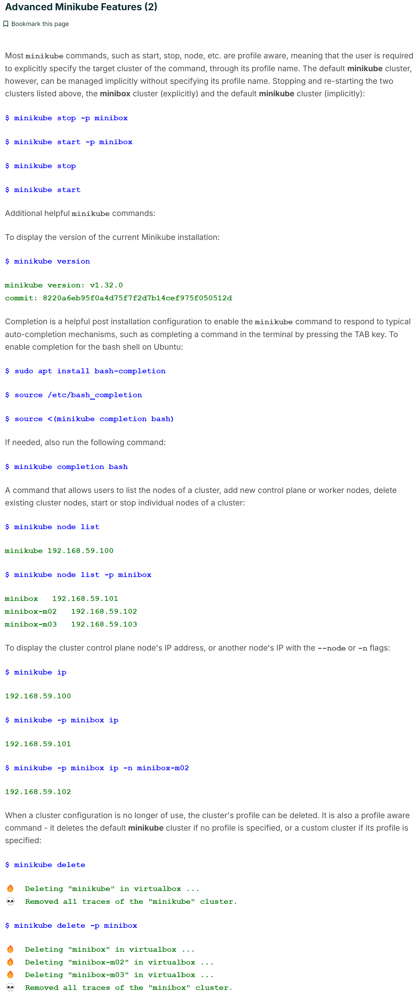 Advanced Minikube Features (2)
Bookmark this page
Most minikube commands, such as start, stop, node, etc. are profile aware, meaning that the user is required
to explicitly specify the target cluster of the command, through its profile name. The default minikube cluster,
however, can be managed implicitly without specifying its profile name. Stopping and re-starting the two
clusters listed above, the minibox cluster (explicitly) and the default minikube cluster (implicitly):
$ minikube stop -p minibox
$ minikube start -p minibox
$ minikube stop
$ minikube start
Additional helpful minikube commands:
To display the version of the current Minikube installation:
$ minikube version
minikube version: v1.32.0
commit: 8220a6eb95f0a4d75f7f2d7b14cef975f050512d
Completion is a helpful post installation configuration to enable the minikube command to respond to typical
auto-completion mechanisms, such as completing a command in the terminal by pressing the TAB key. To
enable completion for the bash shell on Ubuntu:
$ sudo apt install bash-completion
$ source /etc/bash_completion
$ source <(minikube completion bash)
If needed, also run the following command:
$ minikube completion bash
A command that allows users to list the nodes of a cluster, add new control plane or worker nodes, delete
existing cluster nodes, start or stop individual nodes of a cluster:
$ minikube node list
minikube 192.168.59.100
$ minikube node list -p minibox
minibox   192.168.59.101
minibox-m02   192.168.59.102
minibox-m03   192.168.59.103
To display the cluster control plane node's IP address, or another node's IP with the --node or -n flags:
$ minikube ip
192.168.59.100
$ minikube -p minibox ip
192.168.59.101
$ minikube -p minibox ip -n minibox-m02
192.168.59.102
When a cluster configuration is no longer of use, the cluster's profile can be deleted. It is also a profile aware
command - it deletes the default minikube cluster if no profile is specified, or a custom cluster if its profile is
specified:
$ minikube delete
🔥  Deleting "minikube" in virtualbox ...
💀  Removed all traces of the "minikube" cluster.
$ minikube delete -p minibox
🔥  Deleting "minibox" in virtualbox ...
🔥  Deleting "minibox-m02" in virtualbox ...
🔥  Deleting "minibox-m03" in virtualbox ...
💀  Removed all traces of the "minibox" cluster.